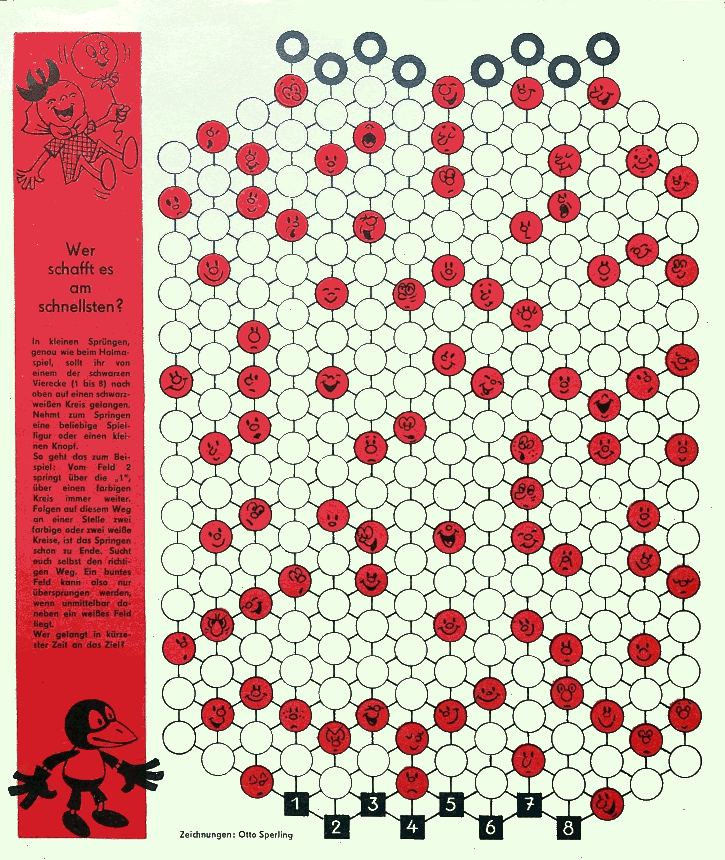 Wer
schafft es
am
schnellsten?
In kleinen Sprüngen,
genau wie beim Halma-
spiel, sollt ihr von
einem der schwarzen
Vierecke (1 bis 8) nach
oben auf einen schwarz-
weißen Kreis gelangen.
Nehmt zum Springen
eine beliebige Spiel-
figur oder einen klei-
nen Knopf.
So geht das zum Bei-
spiel: Vom Feld 2
springt über die „1",
über einen farbigen
Kreis immer weiter.
Folgen auf diesem Weg
an einer Stelle zwei
farbige oder zwei weiße
Kreise, ist das Springen
schon zu Ende. Sucht
euch selbst den richti-
gen Weg. Ein buntes
Feld kann also nur
übersprungen werden,
wenn unmittelbar da-
neben ein weißes Feld
liegt.
Wer gelangt in kürze-
ster Zeit an das Ziel?
1 3 5 7
2 4 6 8
Zeichnungen: Otto Sperling